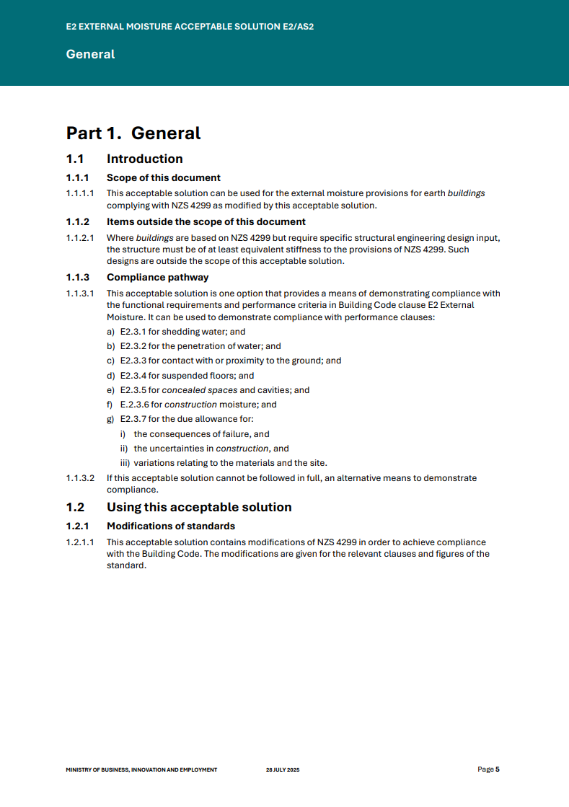 E2 EXTERNAL MOISTURE ACCEPTABLE SOLUTION E2/AS2
General
Part 1. General
1.1 Introduction
1.1.1 Scope of this document
1.1.1.1 This acceptable solution can be used for the external moisture provisions for earth buildings
complying with NZS 4299 as modified by this acceptable solution.
1.1.2 Items outside the scope of this document
1.1.2.1 Where buildings are based on NZS 4299 but require specific structural engineering design input,
the structure must be of at least equivalent stiffness to the provisions of NZS 4299. Such
designs are outside the scope of this acceptable solution.
1.1.3 Compliance pathway
1.1.3.1 This acceptable solution is one option that provides a means of demonstrating compliance with
the functional requirements and performance criteria in Building Code clause E2 External
Moisture. It can be used to demonstrate compliance with performance clauses:
a) E2.3.1 for shedding water; and
b) E2.3.2 for the penetration of water; and
c) E2.3.3 for contact with or proximity to the ground; and
d) E2.3.4 for suspended floors; and
e) E2.3.5 for concealed spaces and cavities; and
f) E.2.3.6 for construction moisture; and
g) E2.3.7 for the due allowance for:
i) the consequences of failure, and
ii) the uncertainties in construction, and
iii) variations relating to the materials and the site.
1.1.3.2 If this acceptable solution cannot be followed in full, an alternative means to demonstrate
compliance.
1.2 Using this acceptable solution
1.2.1 Modifications of standards
1.2.1.1 This acceptable solution contains modifications of NZS 4299 in order to achieve compliance
with the Building Code. The modifications are given for the relevant clauses and figures of the
standard.
MINISTRY OF BUSINESS, INNOVATION AND EMPLOYMENT 28 JULY 2025 Page 5